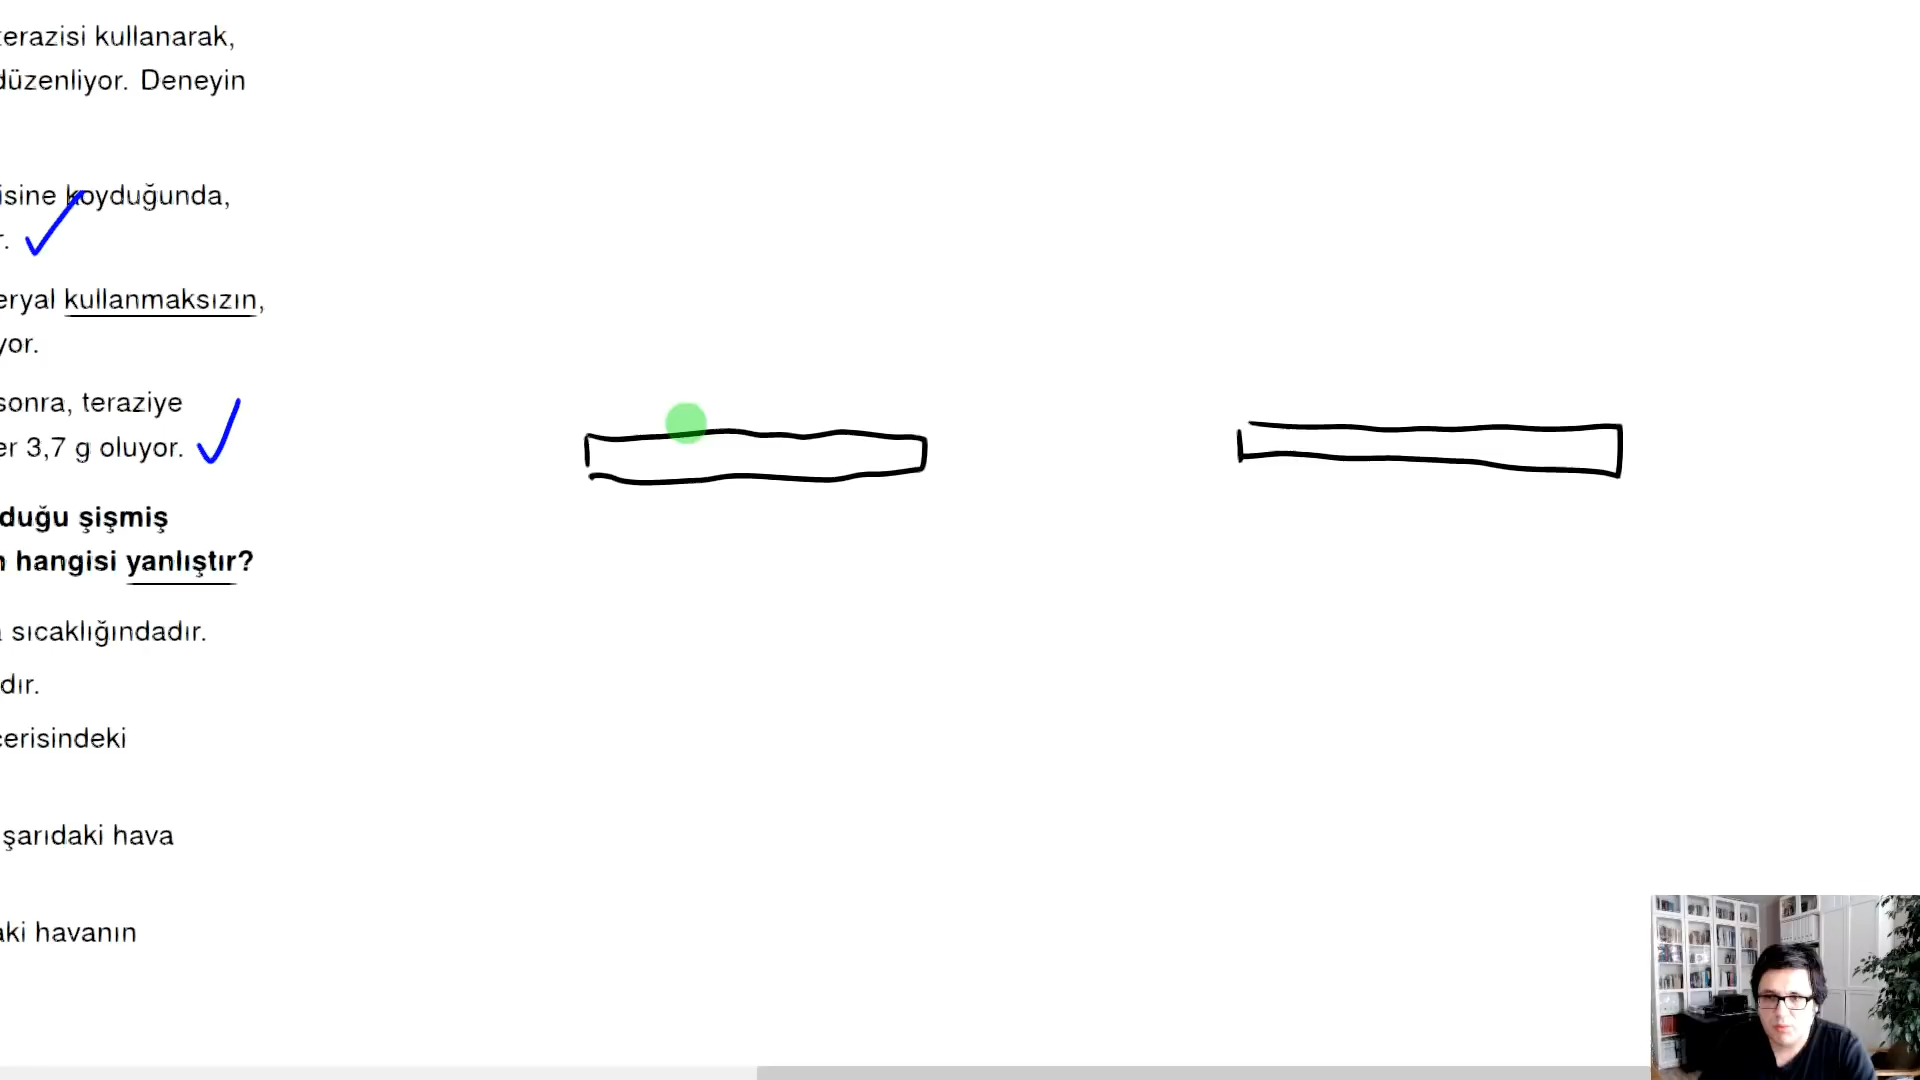 terazisi kullanarak,
düzenliyor. Deneyin
isine koyduğunda,
r.
eryal kullanmaksızın,
yor.
sonra, teraziye
er 3,7 g oluyor.
duğu şişmiş
n hangisi yanlıştır?
a sıcaklığındadır.
dır.
çerisindeki
şarıdaki hava
aki havanın